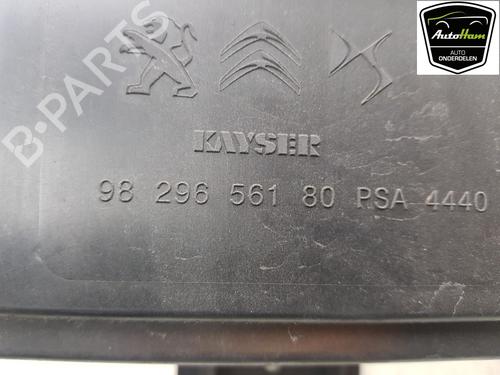 AutoHam
AUTO
ONDERDELEN
B-PARTS
KAYSER
98 296 561 80 PSA 4440